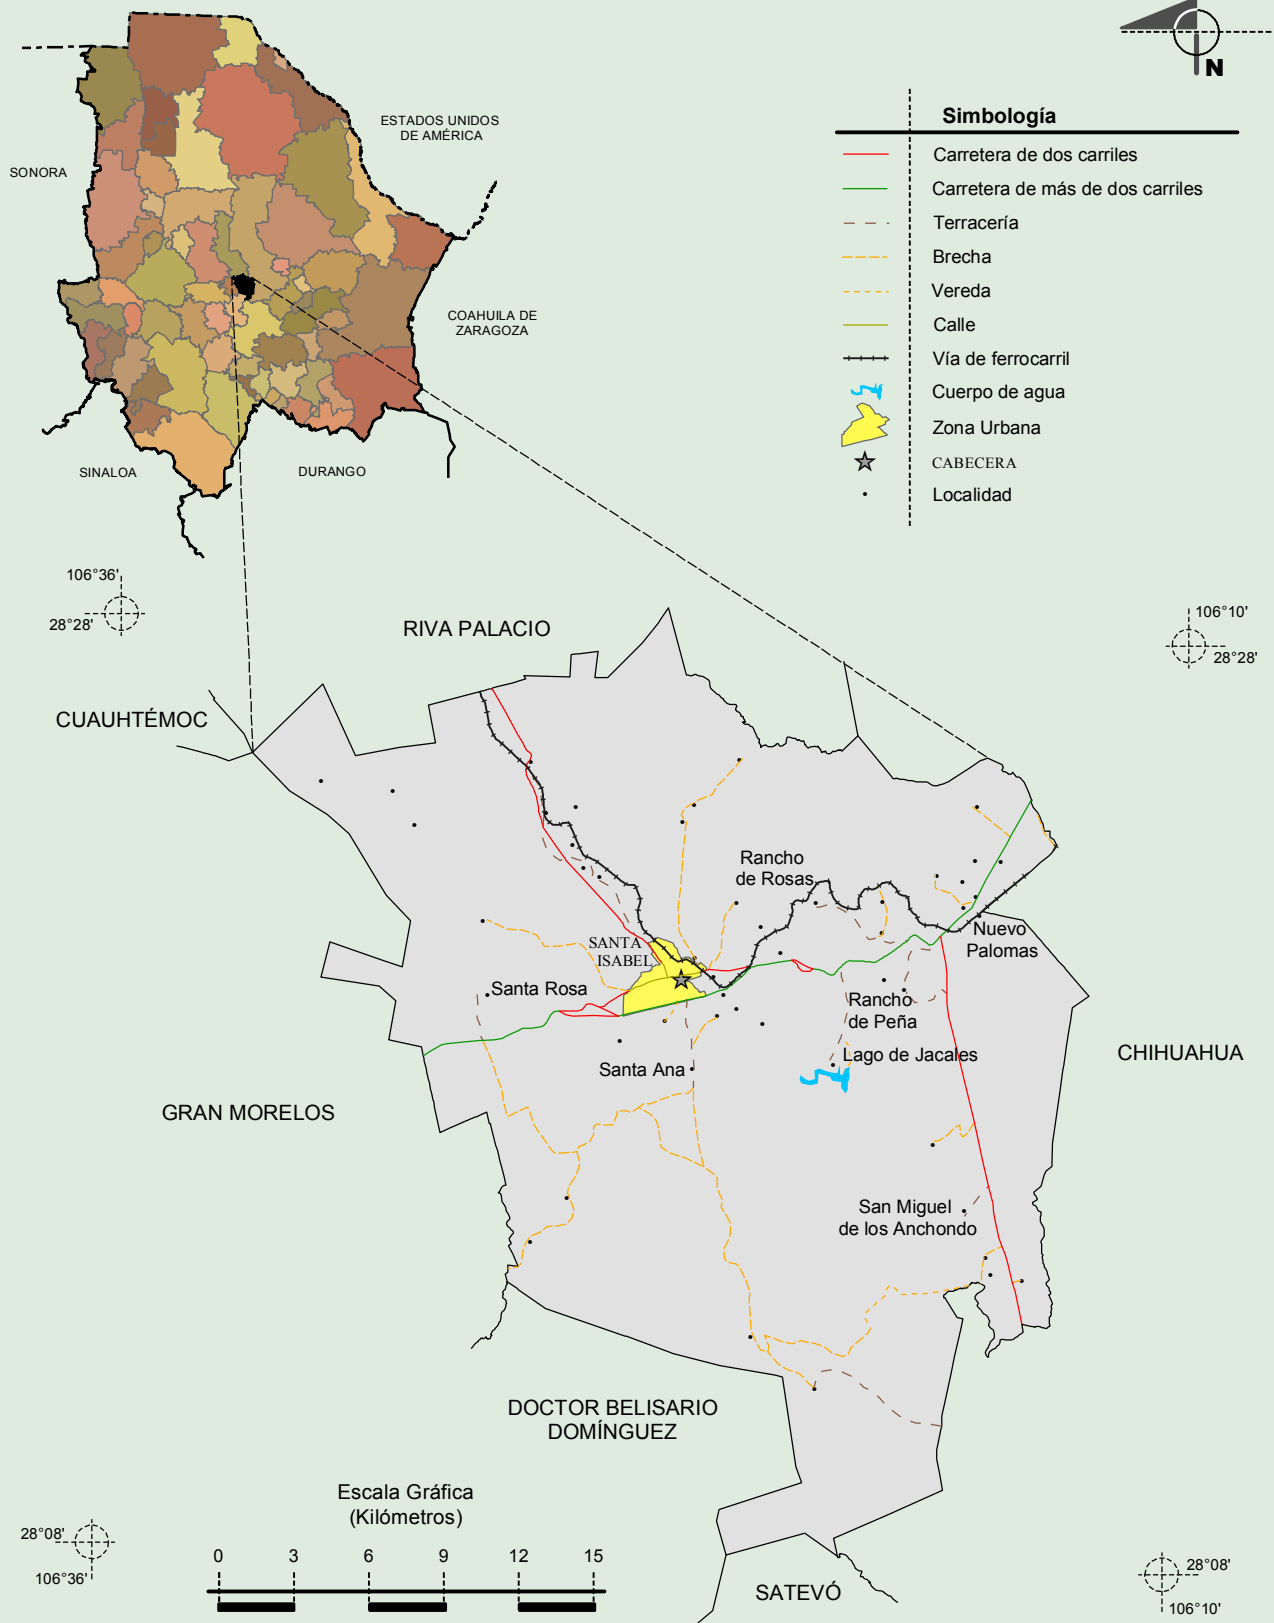 N
ESTADOS UNIDOS
DE AMÉRICA
SONORA
COAHUILA DE
ZARAGOZA
SINALOA
DURANGO
Simbología
Carretera de dos carriles
Carretera de más de dos carriles
Terracería
Brecha
Vereda
Calle
Vía de ferrocarril
Cuerpo de agua
Zona Urbana
CABECERA
Localidad
106°36'
28°28'
106°10'
28°28'
RIVA PALACIO
CUAUHTÉMOC
Rancho
de Rosas
Nuevo
Palomas
SANTA
ISABEL
Santa Rosa
Rancho
de Peña
Lago de Jacales
Santa Ana
CHIHUAHUA
GRAN MORELOS
San Miguel
de los Anchondo
DOCTOR BELISARIO
DOMÍNGUEZ
SATEVÓ
Escala Gráfica
(Kilómetros)
0 3 6 9 12 15
28°08'
106°36'
28°08'
106°10'